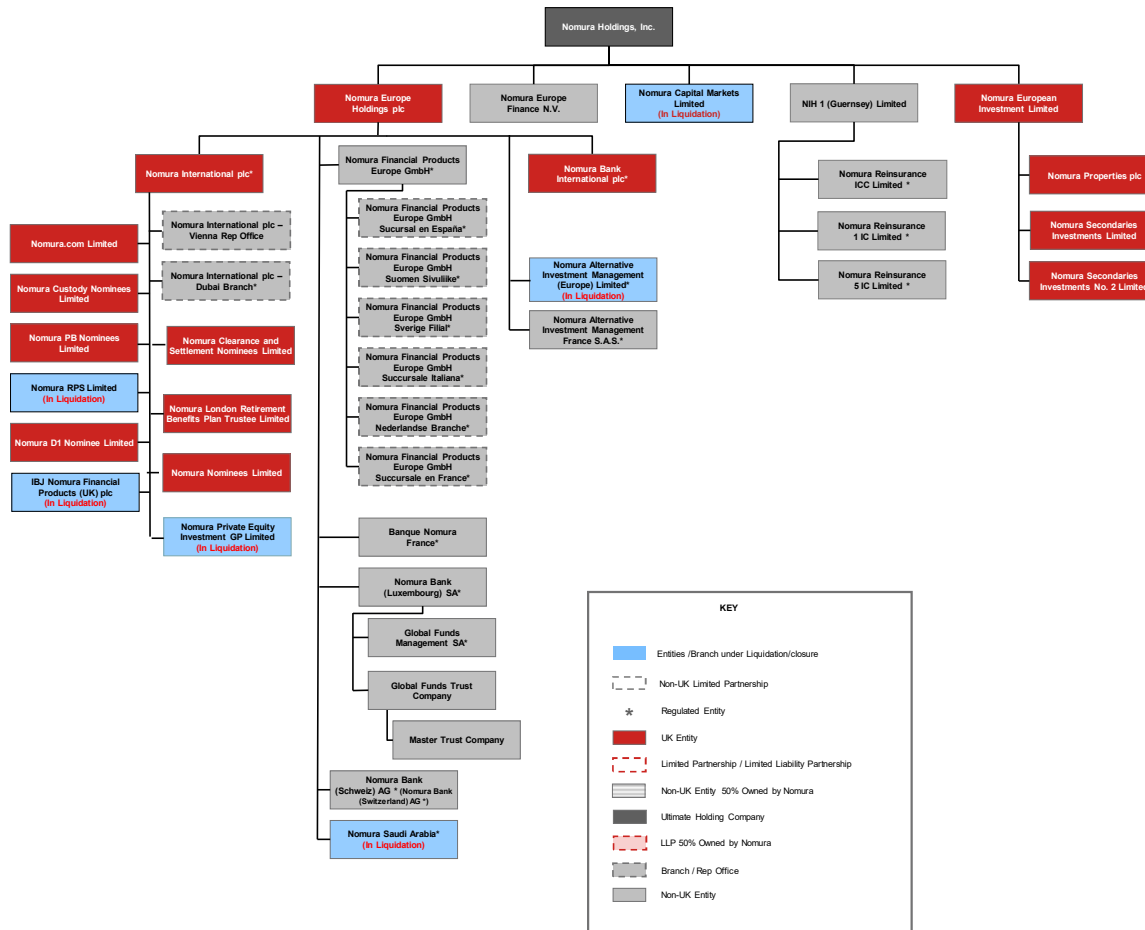 Nomura Holdings, Inc.
Nomura Europe
Holdings plc
Nomura Europe
Finance N.V.
Nomura Capital Markets
Limited
(In Liquidation)
NIH 1 (Guernsey) Limited
Nomura European
Investment Limited
Nomura International plc*
Nomura Financial Products
Europe GmbH*
Nomura Bank
International plc*
Nomura Reinsurance
ICC Limited *
Nomura Properties plc
Nomura.com Limited
Nomura International plc –
Vienna Rep Office
Nomura Financial Products
Europe GmbH
Sucursal en España*
Nomura Reinsurance
1 IC Limited *
Nomura Secondaries
Investments Limited
Nomura Custody Nominees
Limited
Nomura International plc –
Dubai Branch*
Nomura Financial Products
Europe GmbH
Suomen Sivuliike*
Nomura Alternative
Investment Management
(Europe) Limited*
(In Liquidation)
Nomura Reinsurance
5 IC Limited *
Nomura Secondaries
Investments No. 2 Limited
Nomura PB Nominees
Limited
Nomura Clearance and
Settlement Nominees Limited
Nomura Financial Products
Europe GmbH
Sverige Filial*
Nomura Alternative
Investment Management
France S.A.S.*
Nomura RPS Limited
(In Liquidation)
Nomura London Retirement
Benefits Plan Trustee Limited
Nomura Financial Products
Europe GmbH
Succursale Italiana*
Nomura D1 Nominee Limited
Nomura Nominees Limited
Nomura Financial Products
Europe GmbH
Nederlandse Branche*
IBJ Nomura Financial
Products (UK) plc
(In Liquidation)
Nomura Financial Products
Europe GmbH
Succursale en France*
Nomura Private Equity
Investment GP Limited
(In Liquidation)
Banque Nomura
France*
Nomura Bank
(Luxembourg) SA*
Global Funds
Management SA*
Global Funds Trust
Company
Master Trust Company
Nomura Bank
(Schweiz) AG * (Nomura Bank
(Switzerland) AG *)
Nomura Saudi Arabia*
(In Liquidation)
KEY
Entities /Branch under Liquidation/closure
Non-UK Limited Partnership
* Regulated Entity
UK Entity
Limited Partnership / Limited Liability Partnership
Non-UK Entity 50% Owned by Nomura
Ultimate Holding Company
LLP 50% Owned by Nomura
Branch / Rep Office
Non-UK Entity